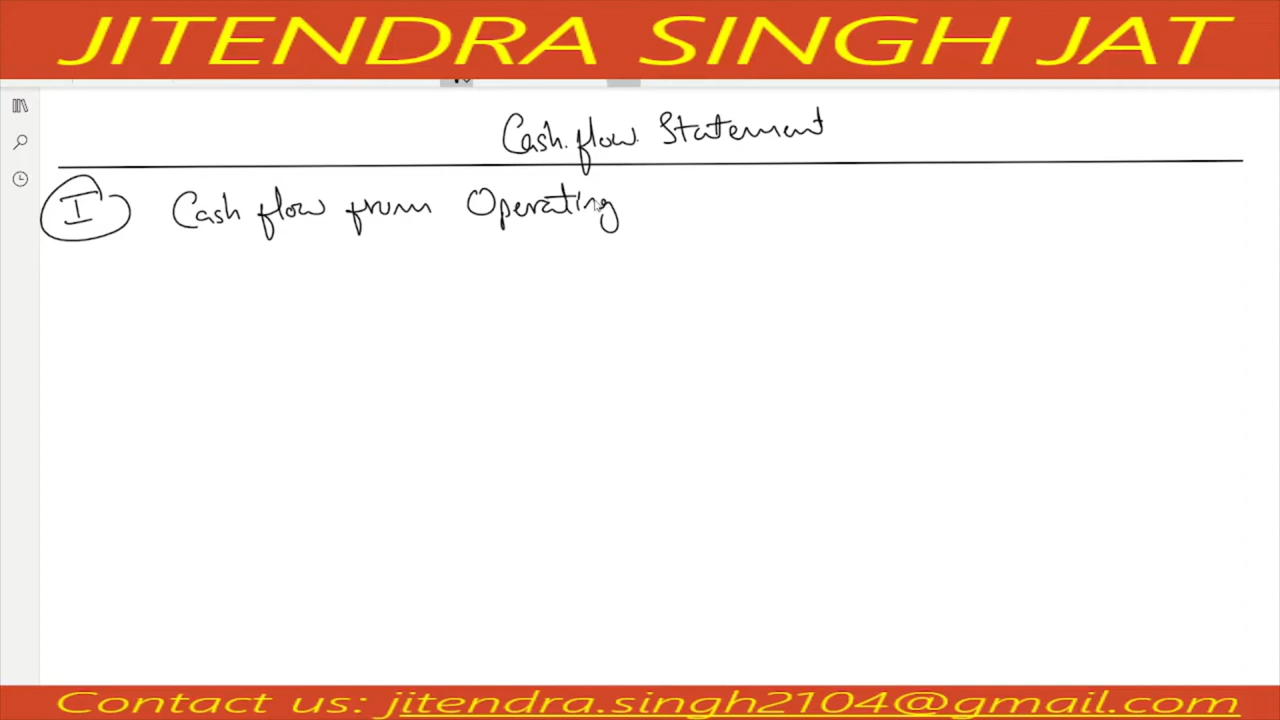 JITENDRA SINGH JAT
Cash flow Statement
I Cash flow from Operating
Contact us: jitendra.singh2104@gmail.com